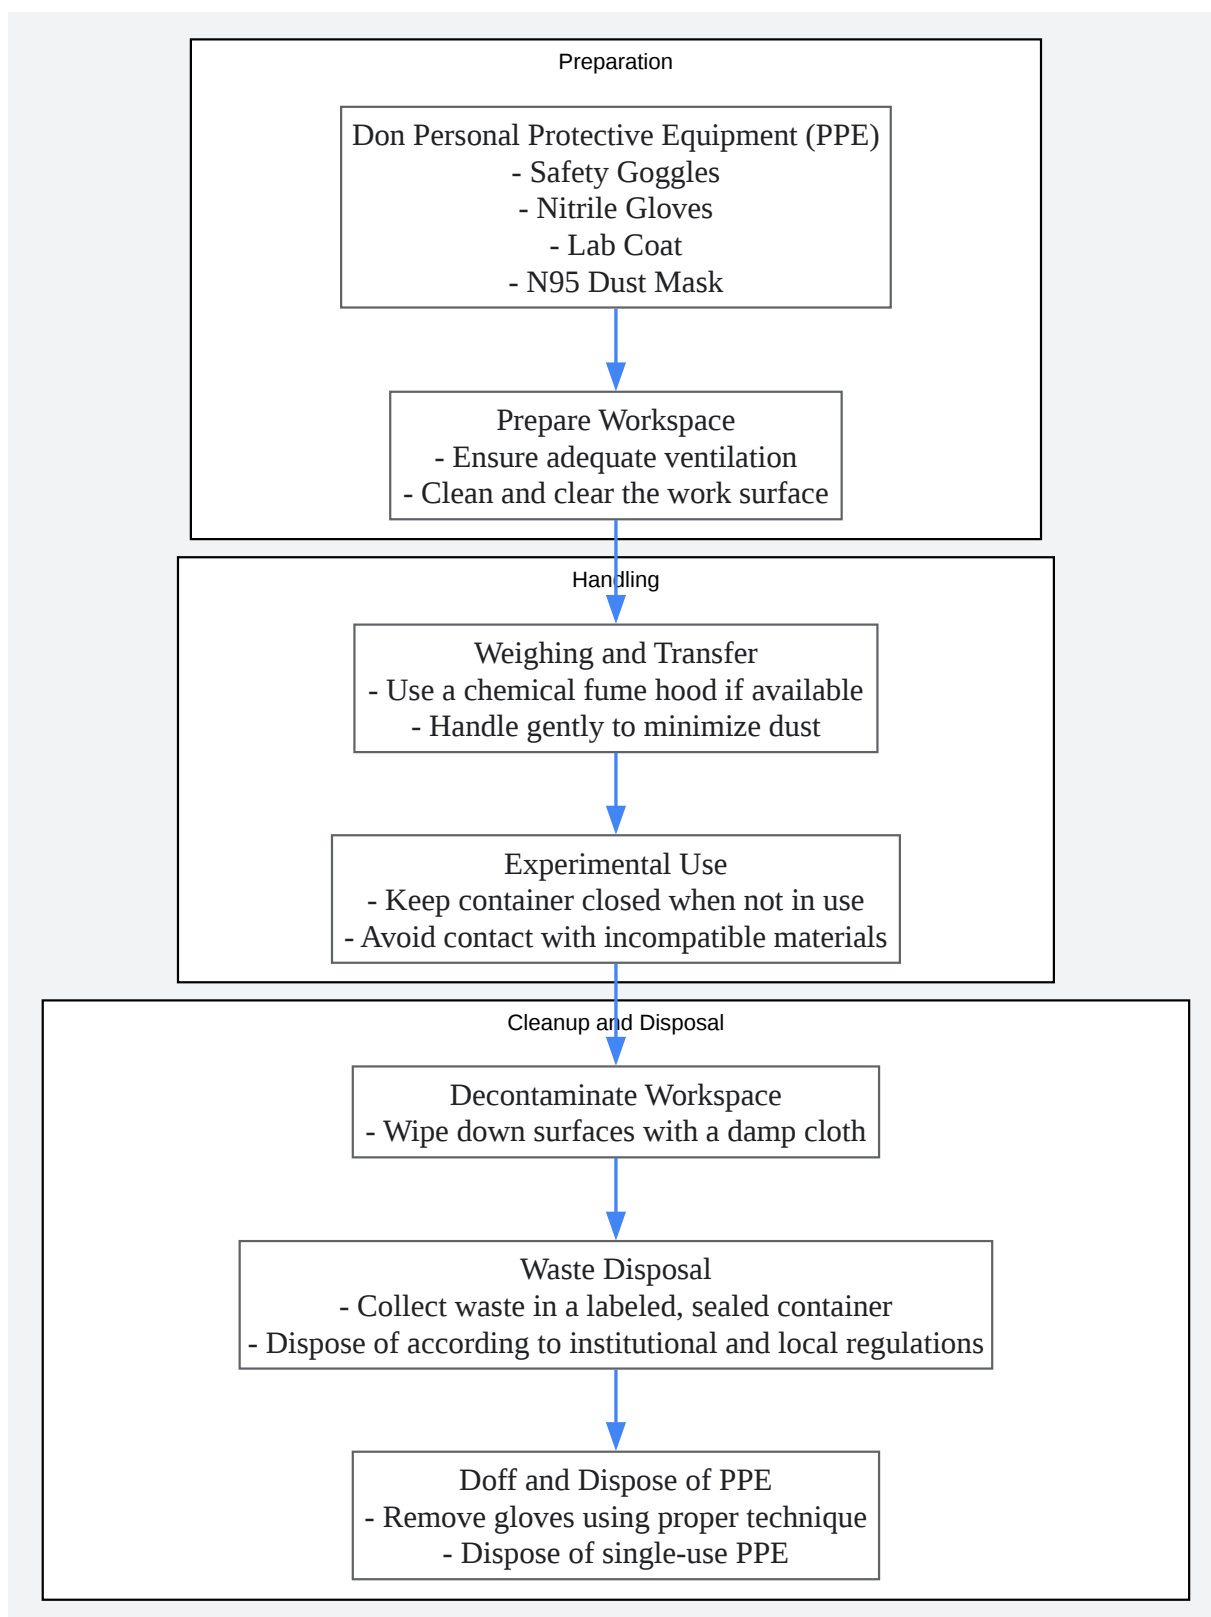 Preparation
Don Personal Protective Equipment (PPE)
- Safety Goggles
- Nitrile Gloves
- Lab Coat
- N95 Dust Mask
Prepare Workspace
- Ensure adequate ventilation
- Clean and clear the work surface
Handling
Weighing and Transfer
- Use a chemical fume hood if available
- Handle gently to minimize dust
Experimental Use
- Keep container closed when not in use
- Avoid contact with incompatible materials
Cleanup and Disposal
Decontaminate Workspace
- Wipe down surfaces with a damp cloth
Waste Disposal
- Collect waste in a labeled, sealed container
- Dispose of according to institutional and local regulations
Doff and Dispose of PPE
- Remove gloves using proper technique
- Dispose of single-use PPE